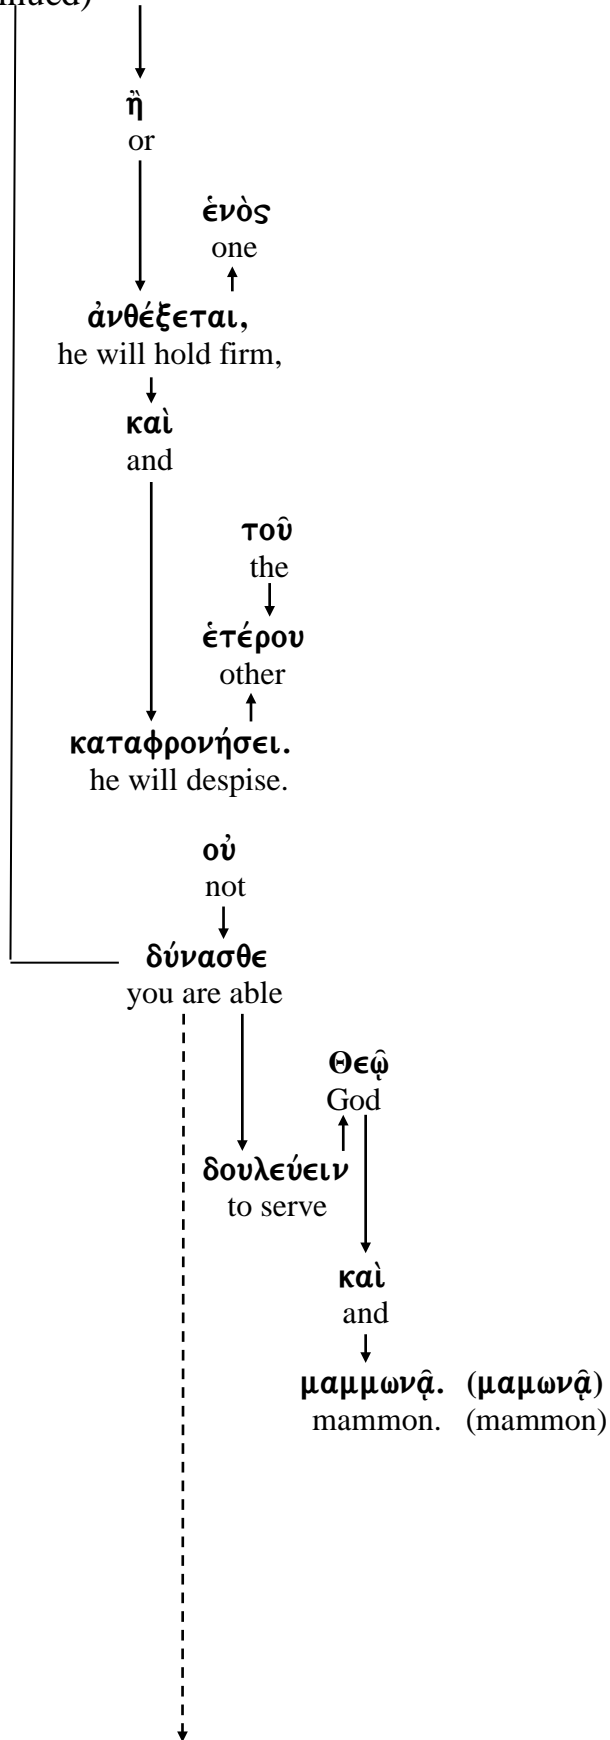 nued)
ἢ
or
ἑνὸς
one
ἀνθέξεται,
he will hold firm,
καὶ
and
τοῦ
the
ἑτέρου
other
καταφρονήσει.
he will despise.
οὐ
not
δύνασθε
you are able
Θεῷ
God
δουλεύειν
to serve
καὶ
and
μαμμωνᾷ. (μαμωνᾷ)
mammon. (mammon)